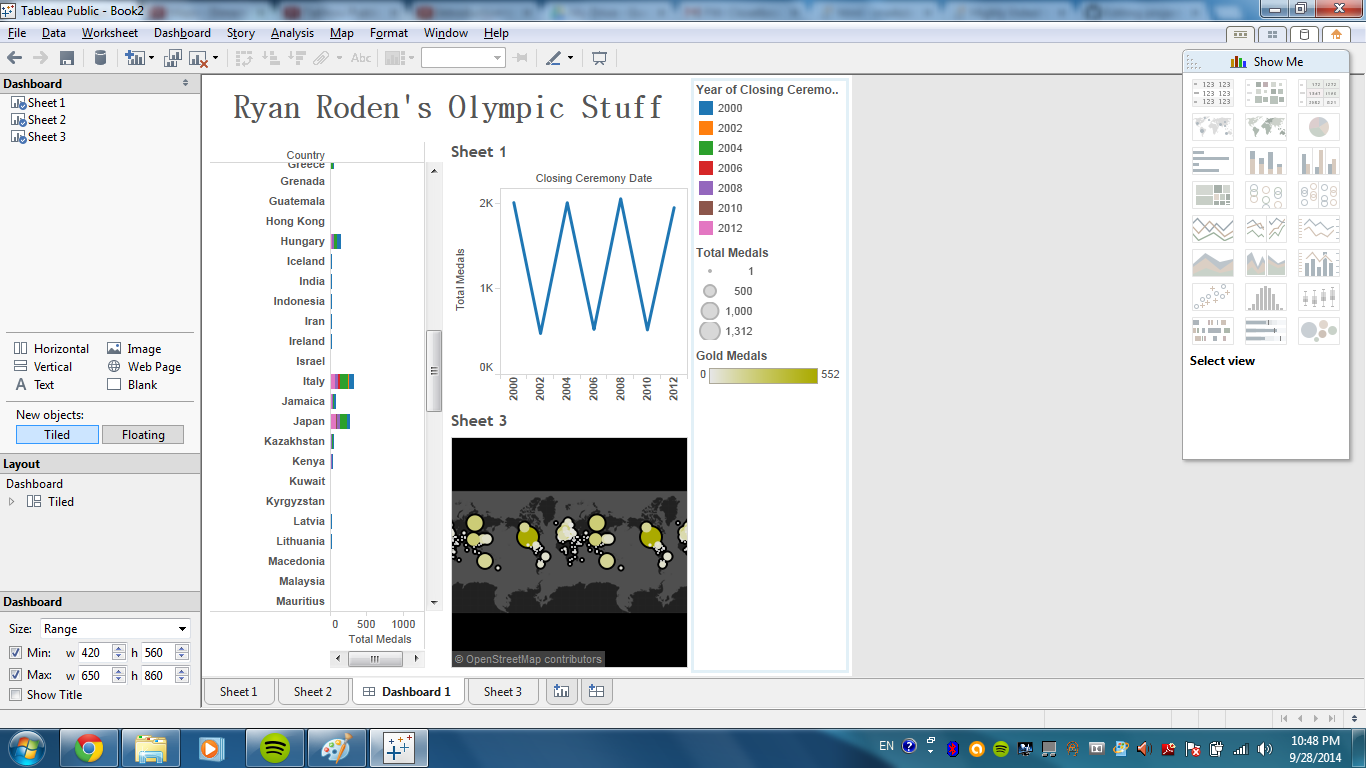 Tableau Public - Book2
File Data Worksheet Dashboard Story Analysis Map Format Window Help
Abc
Dashboard
Sheet 1
Sheet 2
Sheet 3
Horizontal Image
Vertical Web Page
A Text Blank
New objects:
Tiled Floating
Layout
Dashboard
Tiled
Dashboard
Size: Range
Min: w 420 h 560
Max: w 650 h 860
Show Title
Ryan Roden's Olympic Stuff
Country
Greece
Grenada
Guatemala
Hong Kong
Hungary
Iceland
India
Indonesia
Iran
Ireland
Israel
Italy
Jamaica
Japan
Kazakhstan
Kenya
Kuwait
Kyrgyzstan
Latvia
Lithuania
Macedonia
Malaysia
Mauritius
0 500 1000
Total Medals
Sheet 1
Closing Ceremony Date
Total Medals
2K
1K
0K
2000 2002 2004 2006 2008 2010 2012
Sheet 3
© OpenStreetMap contributors
Year of Closing Ceremo..
2000
2002
2004
2006
2008
2010
2012
Total Medals
1
500
1,000
1,312
Gold Medals
0 552
Show Me
Select view
Sheet 1 Sheet 2 Dashboard 1 Sheet 3
EN
10:48 PM
9/28/2014